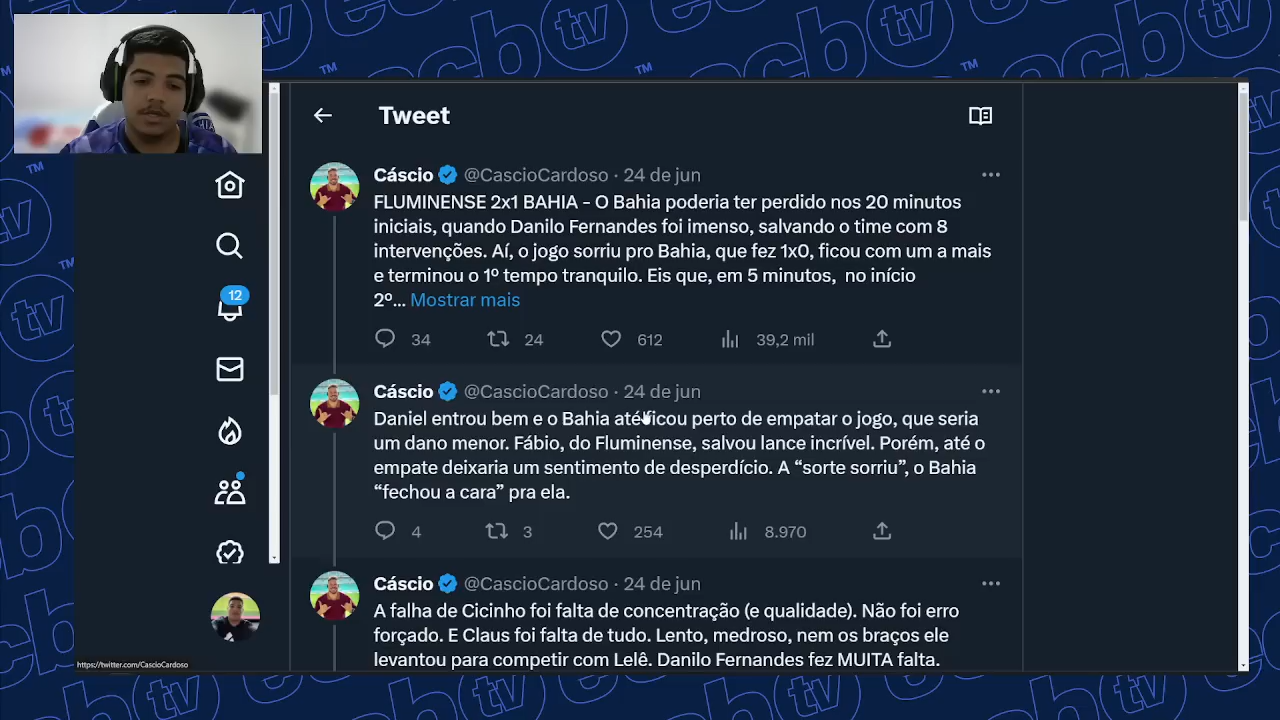 Tweet
Cáscio @CascioCardoso · 24 de jun
FLUMINENSE 2x1 BAHIA - O Bahia poderia ter perdido nos 20 minutos
iniciais, quando Danilo Fernandes foi imenso, salvando o time com 8
intervenções. Aí, o jogo sorriu pro Bahia, que fez 1x0, ficou com um a mais
e terminou o 1º tempo tranquilo. Eis que, em 5 minutos, no início
2º... Mostrar mais
34 24 612 39,2 mil
12
Cáscio @CascioCardoso · 24 de jun
Daniel entrou bem e o Bahia até ficou perto de empatar o jogo, que seria
um dano menor. Fábio, do Fluminense, salvou lance incrível. Porém, até o
empate deixaria um sentimento de desperdício. A “sorte sorriu”, o Bahia
“fechou a cara” pra ela.
4 3 254 8.970
Cáscio @CascioCardoso · 24 de jun
A falha de Cicinho foi falta de concentração (e qualidade). Não foi erro
forçado. E Claus foi falta de tudo. Lento, medroso, nem os braços ele
levantou para competir com Lelê. Danilo Fernandes fez MUITA falta.
https://twitter.com/CascioCardoso
ecbtv
TM